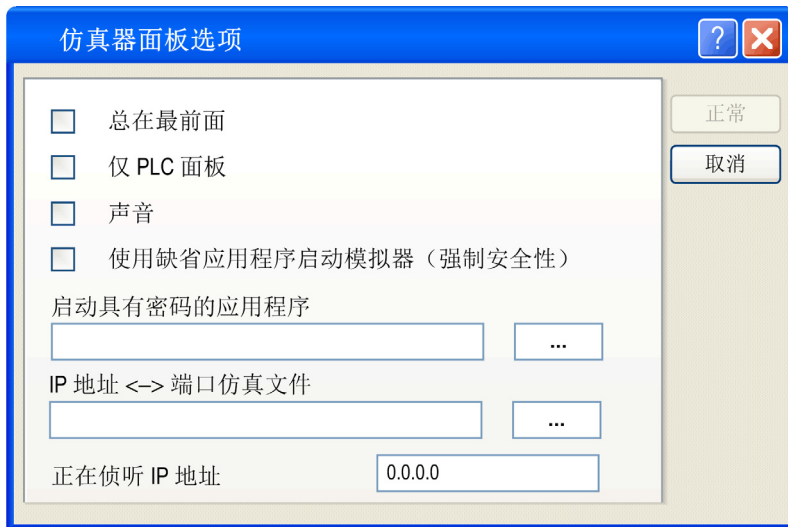 仿真器面板选项
?
总在最前面
正常
仅 PLC 面板
取消
声音
使用缺省应用程序启动模拟器（强制安全性）
启动具有密码的应用程序
...
IP 地址 <–> 端口仿真文件
...
正在侦听 IP 地址
0.0.0.0